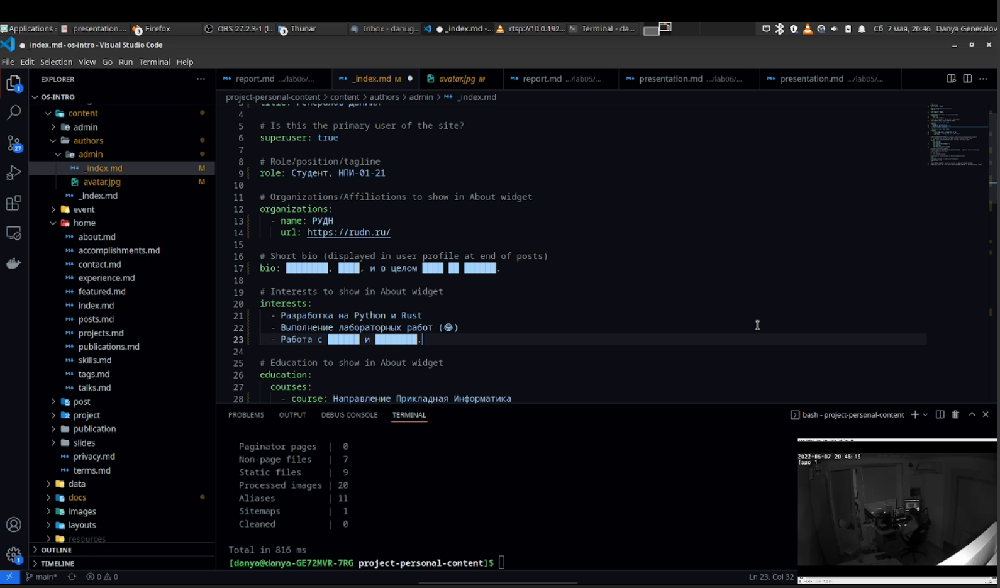 Applications
presentation....
3 Firefox
OBS 27.2.3-1 (l...
3 Thunar
Inbox - danug...
● _index.md -...
rtsp://10.0.192...
Terminal - da...
Сб 7 мая, 20:46 Danya Generalov
● _index.md - os-intro - Visual Studio Code
File Edit Selection View Go Run Terminal Help
EXPLORER ···
report.md .../lab06/...
_index.md M ●
avatar.jpg M
report.md .../lab05/...
presentation.md .../lab06/...
presentation.md .../lab05/...
OS-INTRO
project-personal-content > content > authors > admin > _index.md
content
admin
authors
admin
_index.md M
avatar.jpg M
_index.md
event
home
about.md
accomplishments.md
contact.md
experience.md
featured.md
index.md
posts.md
projects.md
publications.md
skills.md
tags.md
talks.md
post
project
publication
slides
privacy.md
terms.md
data
docs
images
layouts
resources
OUTLINE
TIMELINE
1
27
1
3 title: Генералов Даниил
4
5 # Is this the primary user of the site?
6 superuser: true
7
8 # Role/position/tagline
9 role: Студент, НПИ-01-21
10
11 # Organizations/Affiliations to show in About widget
12 organizations:
13 - name: РУДН
14 url: https://rudn.ru/
15
16 # Short bio (displayed in user profile at end of posts)
17 bio: ████████, ████, и в целом ████ ██ ██████.
18
19 # Interests to show in About widget
20 interests:
21 - Разработка на Python и Rust
22 - Выполнение лабораторных работ (😂)
23 - Работа с ██████ и ████████.
24
25 # Education to show in About widget
26 education:
27 courses:
28 - course: Направление Прикладная Информатика
PROBLEMS OUTPUT DEBUG CONSOLE TERMINAL
bash - project-personal-content
Paginator pages | 0
Non-page files | 7
Static files | 9
Processed images | 20
Aliases | 11
Sitemaps | 1
Cleaned | 0
Total in 816 ms
[danya@danya-GE72MVR-7RG project-personal-content]$
2022-05-07 20:46:16
Tapo 1
main* 0 0
Ln 23, Col 32